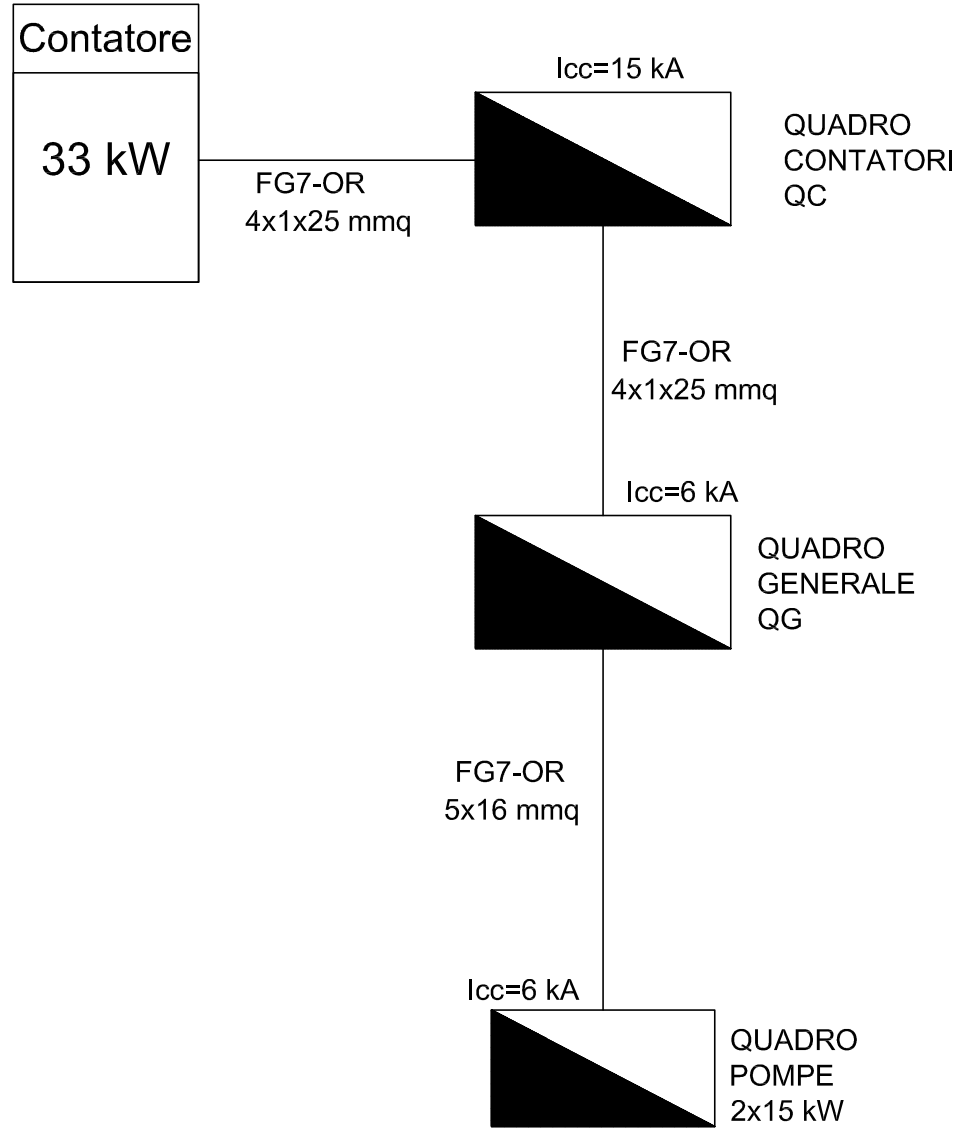 Contatore
33 kW
FG7-OR
4x1x25 mmq
Icc=15 kA
QUADRO
CONTATORI
QC
FG7-OR
4x1x25 mmq
Icc=6 kA
QUADRO
GENERALE
QG
FG7-OR
5x16 mmq
Icc=6 kA
QUADRO
POMPE
2x15 kW